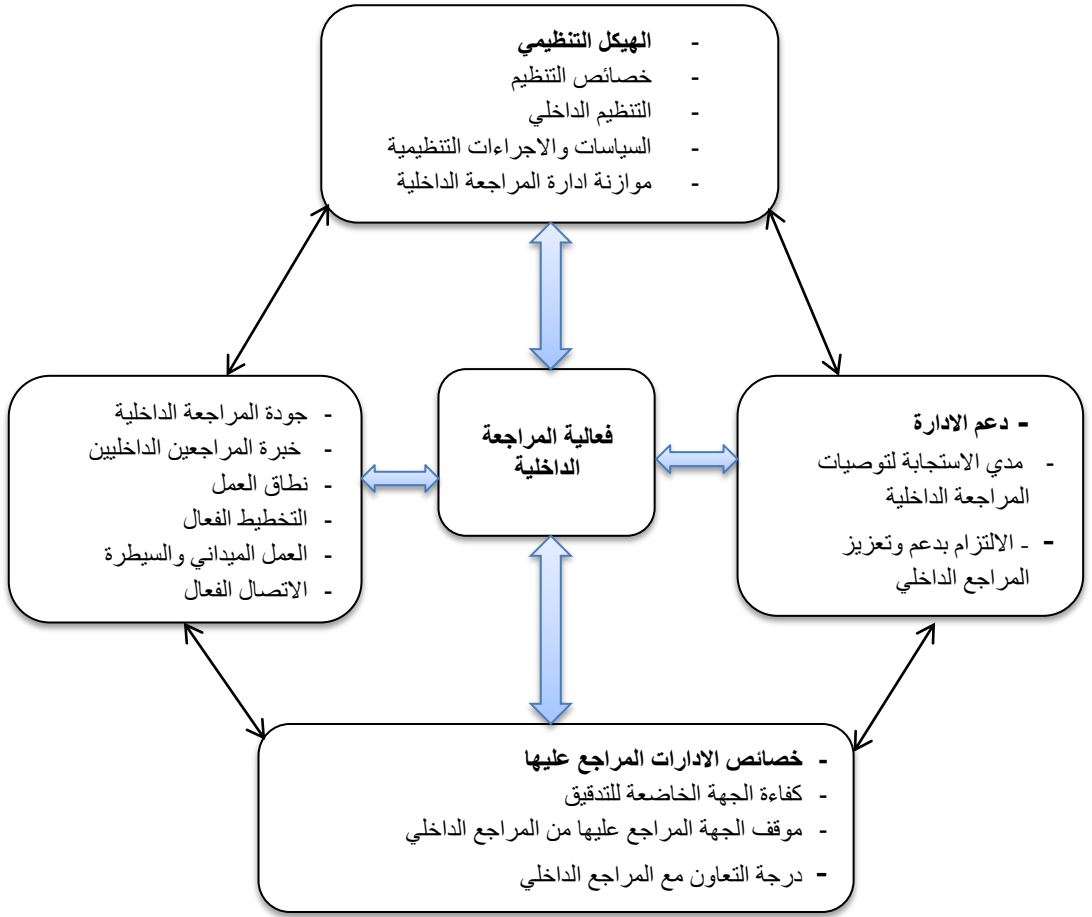 - الهيكل التنظيمي
- خصائص التنظيم
- التنظيم الداخلي
- السياسات والاجراءات التنظيمية
- موازنة ادارة المراجعة الداخلية
- دعم الادارة
- مدي الاستجابة لتوصيات
المراجعة الداخلية
- - الالتزام بدعم وتعزيز
المراجع الداخلي
فعالية المراجعة
الداخلية
- جودة المراجعة الداخلية
- خبرة المراجعين الداخليين
- نطاق العمل
- التخطيط الفعال
- العمل الميداني والسيطرة
- الاتصال الفعال
- خصائص الادارات المراجع عليها
- كفاءة الجهة الخاضعة للتدقيق
- موقف الجهة المراجع عليها من المراجع الداخلي
- درجة التعاون مع المراجع الداخلي